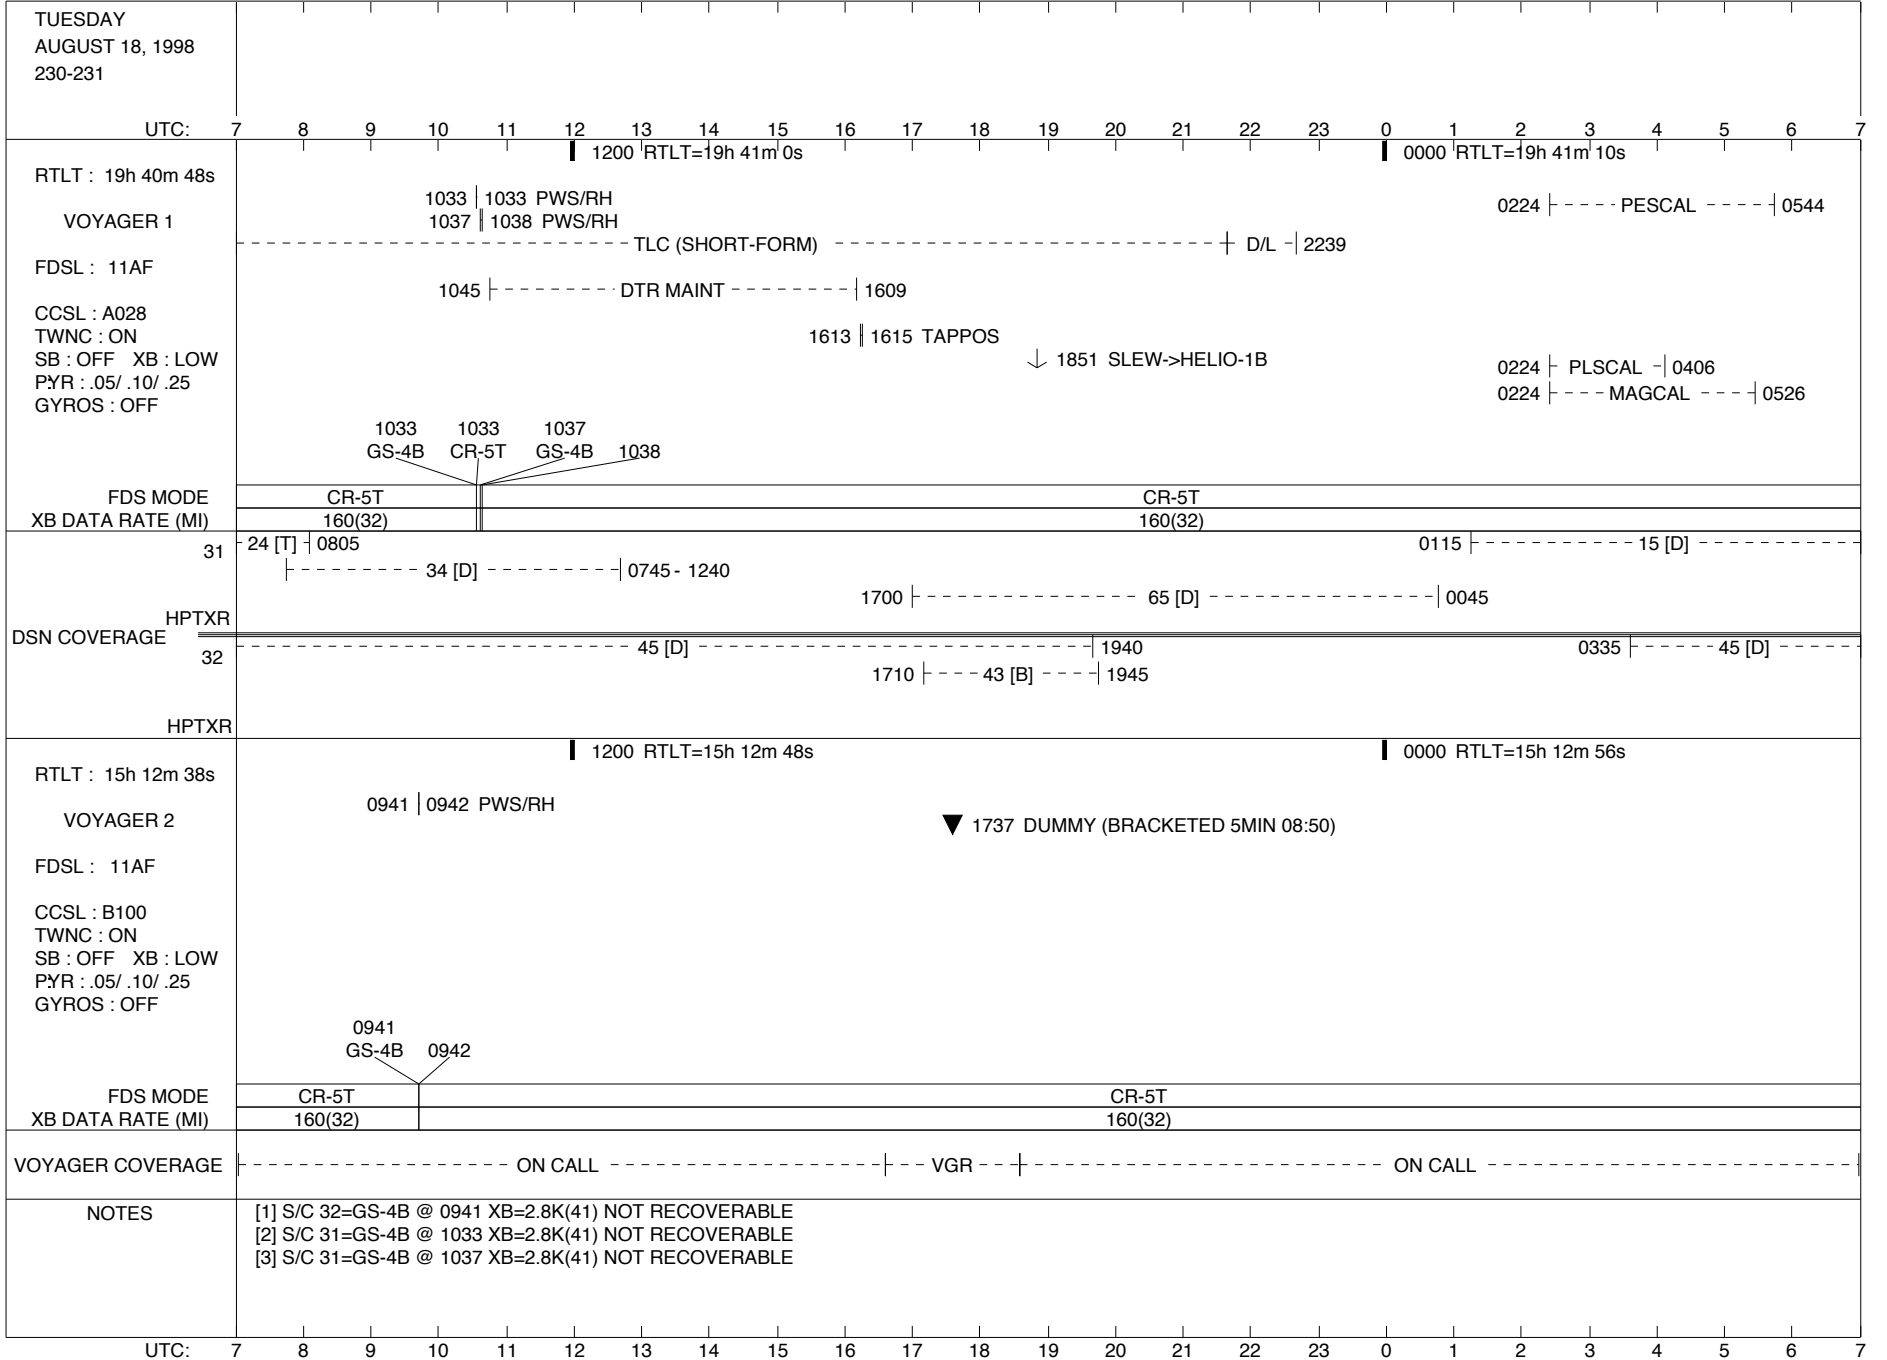 TUESDAY
AUGUST 18, 1998
230-231
UTC: 7 8 9 10 11 12 13 14 15 16 17 18 19 20 21 22 23 0 1 2 3 4 5 6 7
1200 RTLT=19h 41m 0s 0000 RTLT=19h 41m 10s
RTLT : 19h 40m 48s
1033 1033 PWS/RH
0224 PESCAL 0544
VOYAGER 1
1037 1038 PWS/RH
TLC (SHORT-FORM) D/L 2239
FDSL : 11AF
1045 DTR MAINT 1609
CCSL : A028
TWNC : ON
1613 1615 TAPPOS
SB : OFF XB : LOW
1851 SLEW->HELIO-1B
0224 PLSCAL 0406
P:YR : .05/ .10/ .25
0224 MAGCAL 0526
GYROS : OFF
1033 1033 1037
GS-4B CR-5T GS-4B 1038
FDS MODE CR-5T CR-5T
XB DATA RATE (MI) 160(32) 160(32)
31 24 [T] 0805 0115 15 [D]
34 [D] 0745 - 1240
1700 65 [D] 0045
HPTXR
DSN COVERAGE
32 45 [D] 1940 0335 45 [D]
1710 43 [B] 1945
HPTXR
1200 RTLT=15h 12m 48s 0000 RTLT=15h 12m 56s
RTLT : 15h 12m 38s
0941 0942 PWS/RH
VOYAGER 2
1737 DUMMY (BRACKETED 5MIN 08:50)
FDSL : 11AF
CCSL : B100
TWNC : ON
SB : OFF XB : LOW
P:YR : .05/ .10/ .25
GYROS : OFF
0941
GS-4B 0942
FDS MODE CR-5T CR-5T
XB DATA RATE (MI) 160(32) 160(32)
VOYAGER COVERAGE ON CALL VGR ON CALL
NOTES
[1] S/C 32=GS-4B @ 0941 XB=2.8K(41) NOT RECOVERABLE
[2] S/C 31=GS-4B @ 1033 XB=2.8K(41) NOT RECOVERABLE
[3] S/C 31=GS-4B @ 1037 XB=2.8K(41) NOT RECOVERABLE
UTC: 7 8 9 10 11 12 13 14 15 16 17 18 19 20 21 22 23 0 1 2 3 4 5 6 7